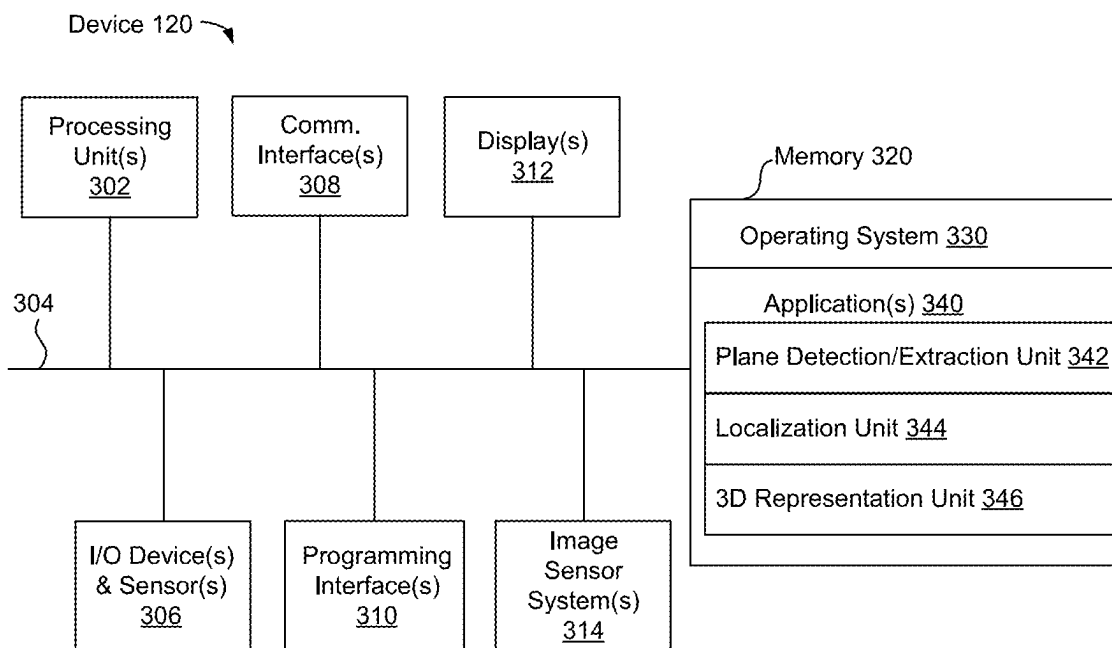 Device 120
Processing
Unit(s)
302
Comm.
Interface(s)
308
Display(s)
312
Memory 320
Operating System 330
304
Application(s) 340
Plane Detection/Extraction Unit 342
Localization Unit 344
3D Representation Unit 346
I/O Device(s)
& Sensor(s)
306
Programming
Interface(s)
310
Image
Sensor
System(s)
314